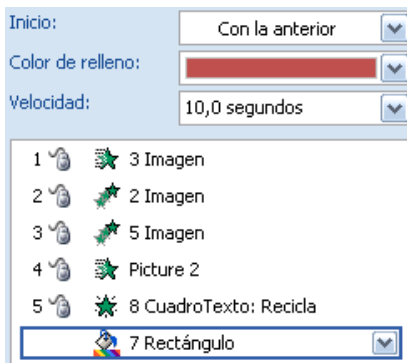 Inicio: Con la anterior
Color de relleno:
Velocidad: 10,0 segundos
1 3 Imagen
2 2 Imagen
3 5 Imagen
4 Picture 2
5 8 CuadroTexto: Recicla
7 Rectángulo